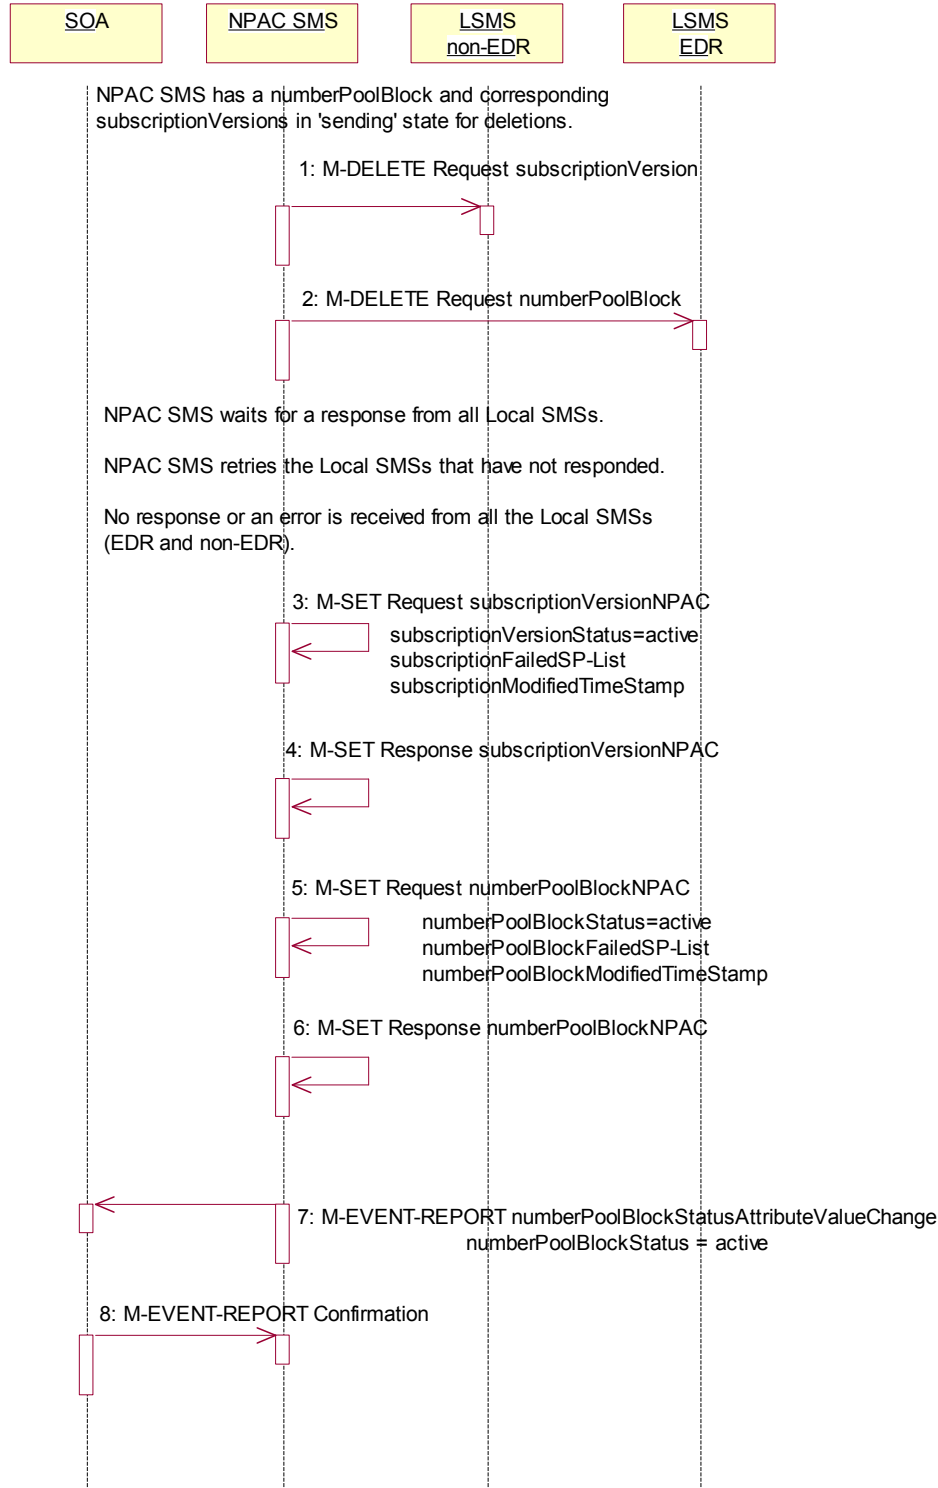 SOA
NPAC SMS
LSMS
non-EDR
LSMS
EDR
NPAC SMS has a numberPoolBlock and corresponding
subscriptionVersions in 'sending' state for deletions.
1: M-DELETE Request subscriptionVersion
2: M-DELETE Request numberPoolBlock
NPAC SMS waits for a response from all Local SMSs.
NPAC SMS retries the Local SMSs that have not responded.
No response or an error is received from all the Local SMSs
(EDR and non-EDR).
3: M-SET Request subscriptionVersionNPAC
subscriptionVersionStatus=active
subscriptionFailedSP-List
subscriptionModifiedTimeStamp
4: M-SET Response subscriptionVersionNPAC
5: M-SET Request numberPoolBlockNPAC
numberPoolBlockStatus=active
numberPoolBlockFailedSP-List
numberPoolBlockModifiedTimeStamp
6: M-SET Response numberPoolBlockNPAC
7: M-EVENT-REPORT numberPoolBlockStatusAttributeValueChange
numberPoolBlockStatus = active
8: M-EVENT-REPORT Confirmation